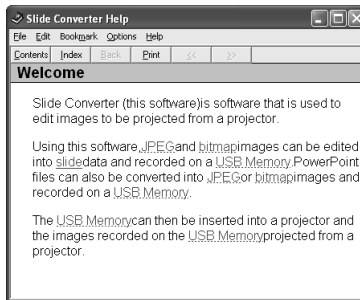 Slide Converter Help
File Edit Bookmark Options Help
Contents Index Back Print << >>
Welcome
Slide Converter (this software)is software that is used to
edit images to be projected from a projector.
Using this software,JPEGand bitmapimages can be edited
into slidedata and recorded on a USB Memory.PowerPoint
files can also be converted into JPEGor bitmapimages and
recorded on a USB Memory.
The USB Memorycan then be inserted into a projector and
the images recorded on the USB Memoryprojected from a
projector.